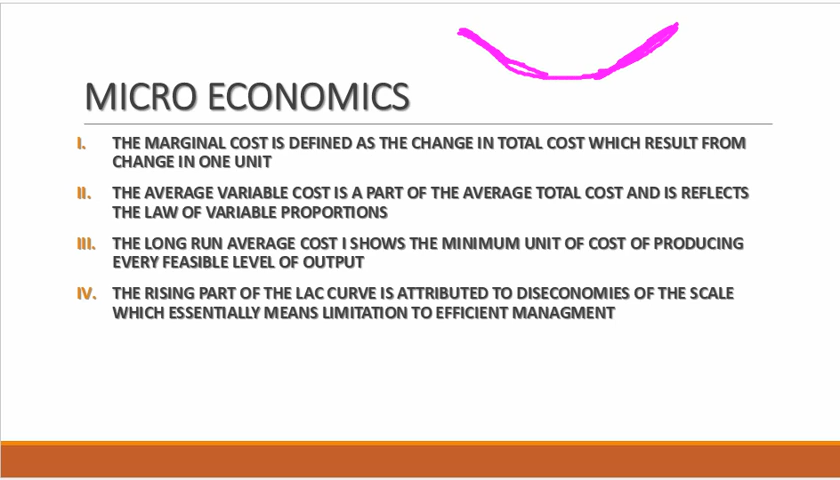 MICRO ECONOMICS
I. THE MARGINAL COST IS DEFINED AS THE CHANGE IN TOTAL COST WHICH RESULT FROM
CHANGE IN ONE UNIT
II. THE AVERAGE VARIABLE COST IS A PART OF THE AVERAGE TOTAL COST AND IS REFLECTS
THE LAW OF VARIABLE PROPORTIONS
III. THE LONG RUN AVERAGE COST I SHOWS THE MINIMUM UNIT OF COST OF PRODUCING
EVERY FEASIBLE LEVEL OF OUTPUT
IV. THE RISING PART OF THE LAC CURVE IS ATTRIBUTED TO DISECONOMIES OF THE SCALE
WHICH ESSENTIALLY MEANS LIMITATION TO EFFICIENT MANAGMENT